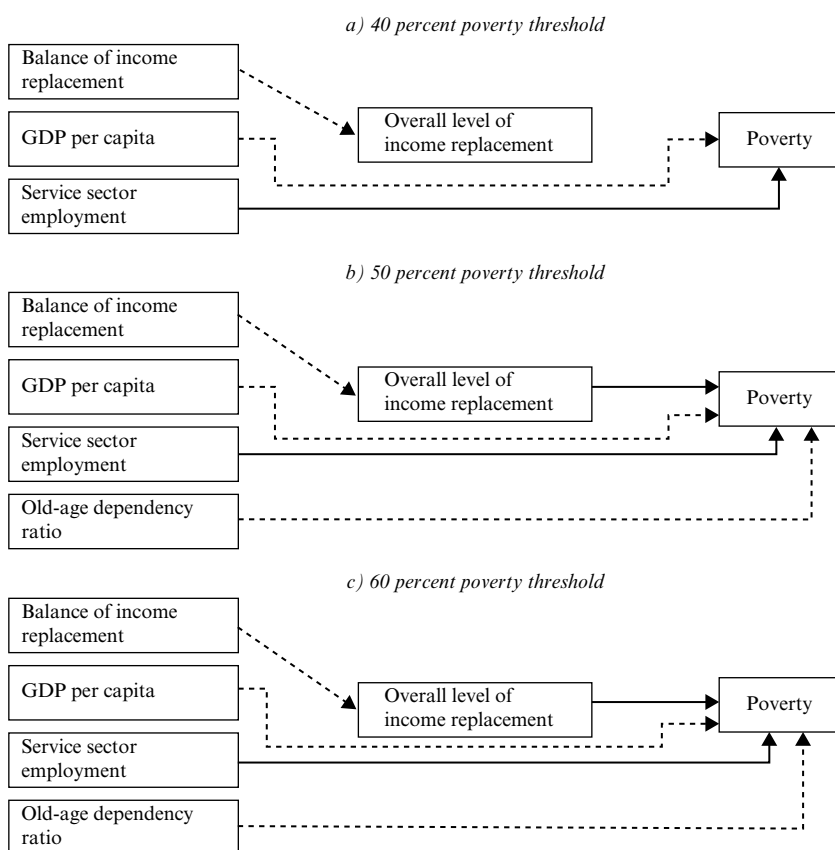 a) 40 percent poverty threshold
Balance of income
replacement
GDP per capita
Overall level of
income replacement
Poverty
Service sector
employment
b) 50 percent poverty threshold
Balance of income
replacement
GDP per capita
Overall level of
income replacement
Poverty
Service sector
employment
Old-age dependency
ratio
c) 60 percent poverty threshold
Balance of income
replacement
GDP per capita
Overall level of
income replacement
Poverty
Service sector
employment
Old-age dependency
ratio